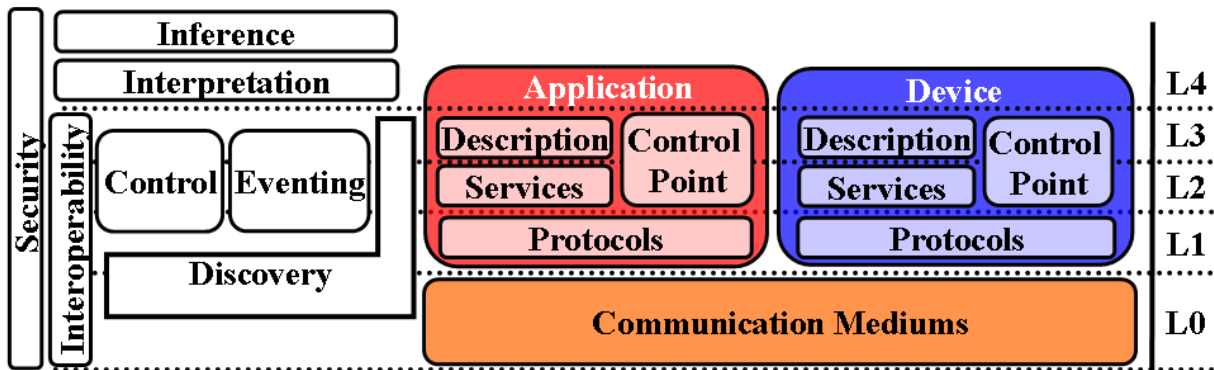 Security
Inference
Interpretation
Interoperability
Control
Eventing
Discovery
Application
Description
Control
Point
Services
Protocols
Device
Description
Control
Point
Services
Protocols
Communication Mediums
L4
L3
L2
L1
L0